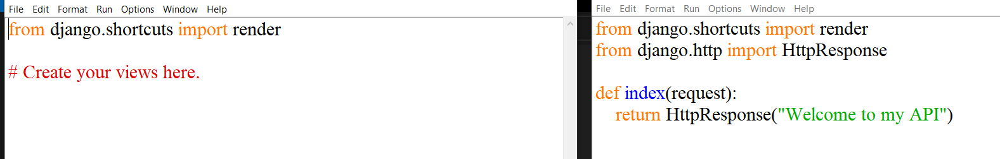 File Edit Format Run Options Window Help
from django.shortcuts import render
# Create your views here.
File Edit Format Run Options Window Help
from django.shortcuts import render
from django.http import HttpResponse
def index(request):
return HttpResponse("Welcome to my API")